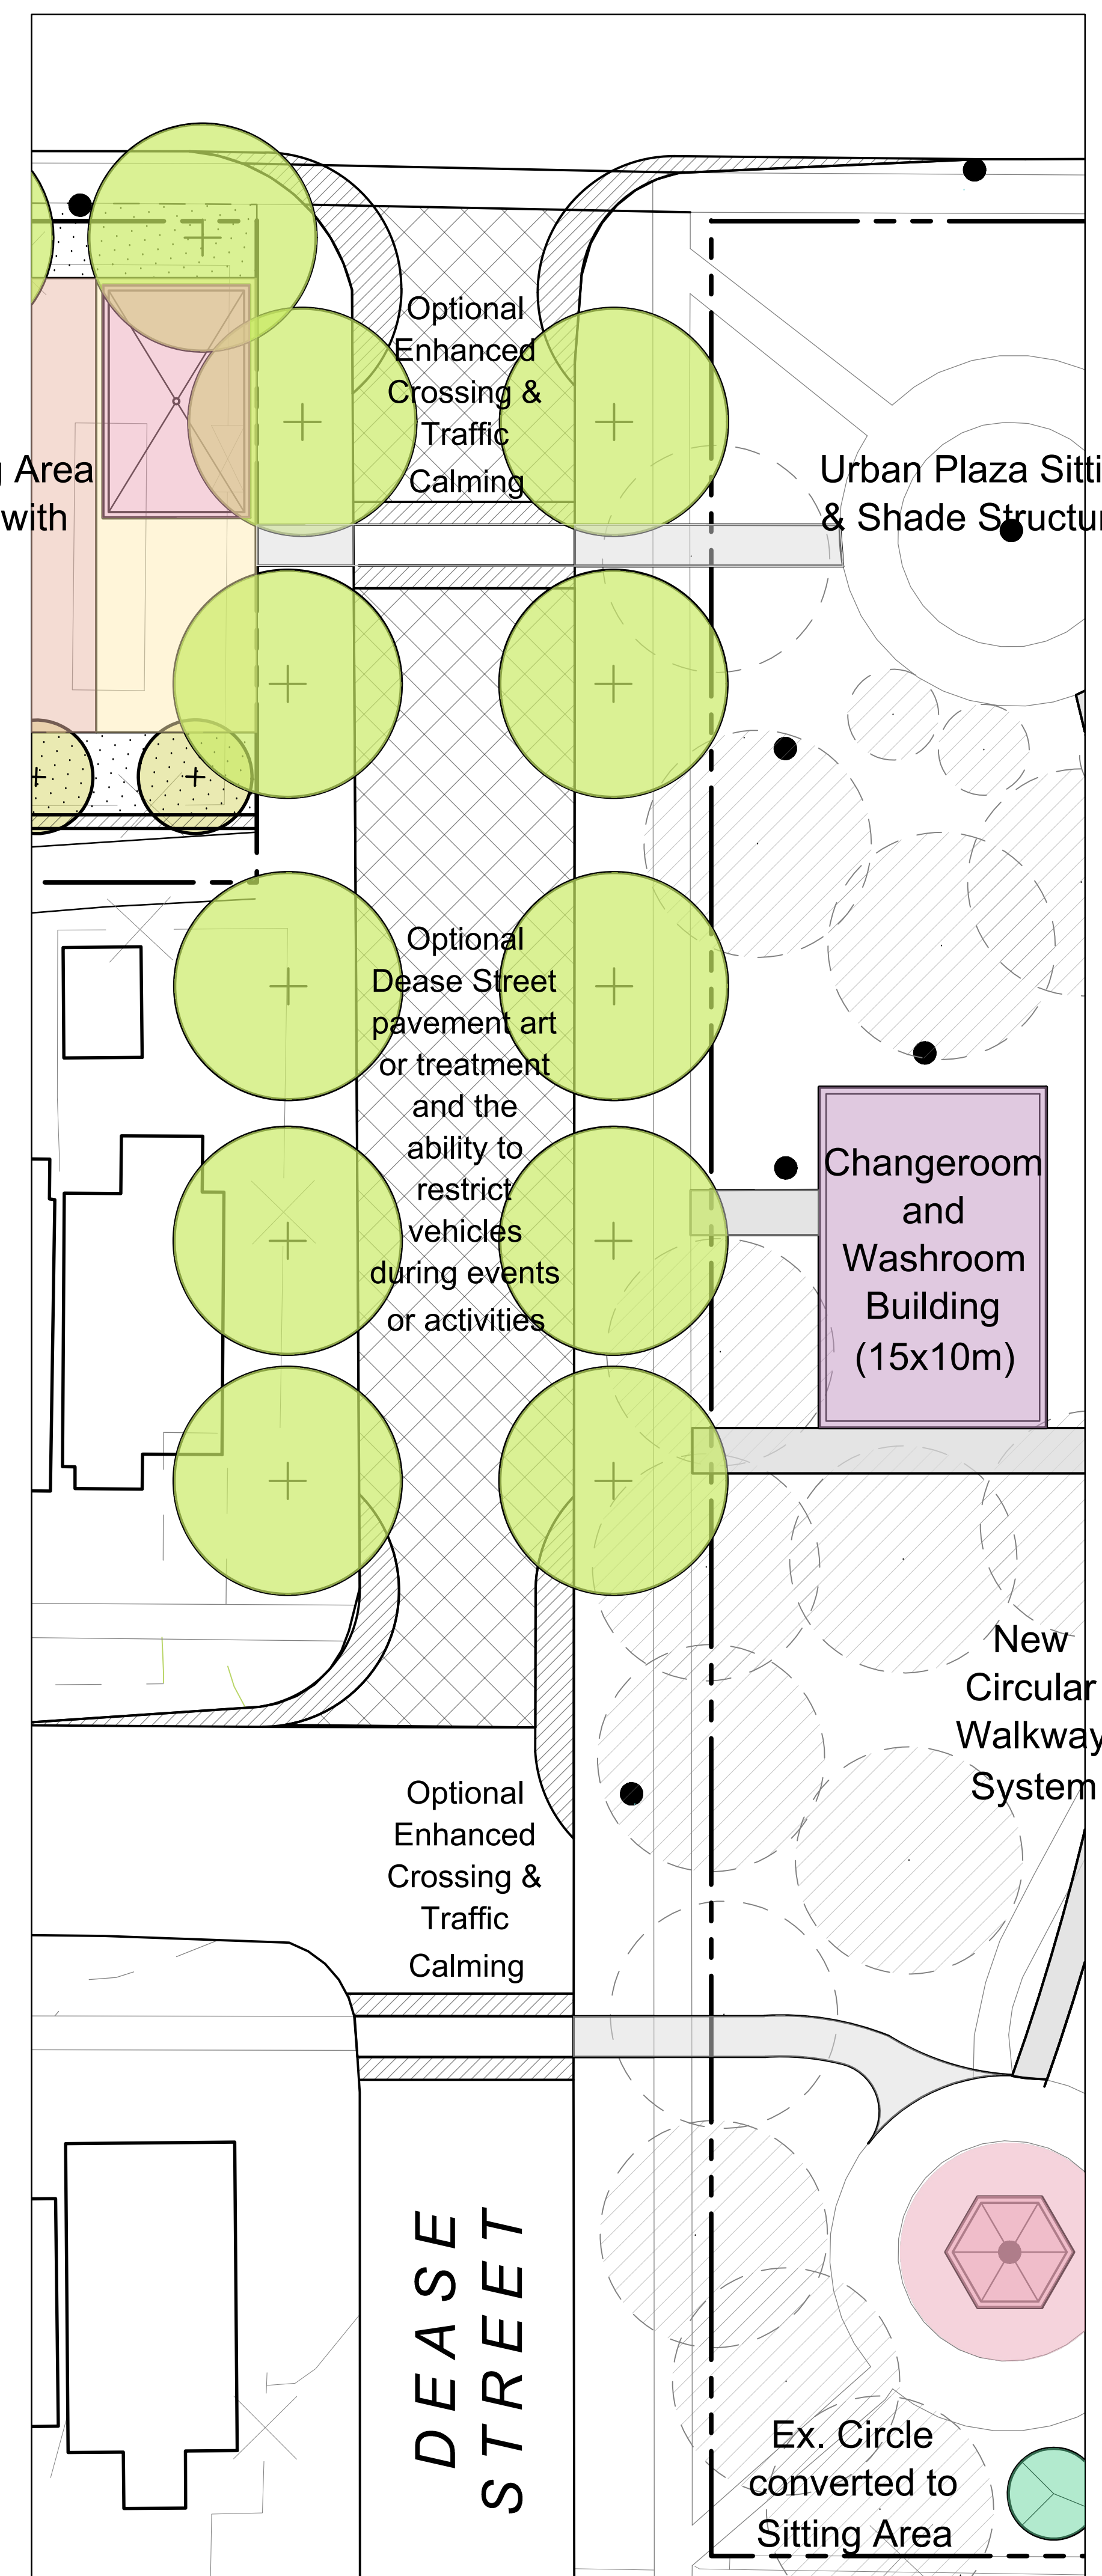 Optional
Enhanced
Crossing &
Traffic
Calming
Area
with
Urban Plaza Sitti
& Shade Structur
Optional
Dease Street
pavement art
or treatment
and the
ability to
restrict
vehicles
during events
or activities
Changeroom
and
Washroom
Building
(15x10m)
New
Circular
Walkway
System
Optional
Enhanced
Crossing &
Traffic
Calming
DEASE
STREET
Ex. Circle
converted to
Sitting Area